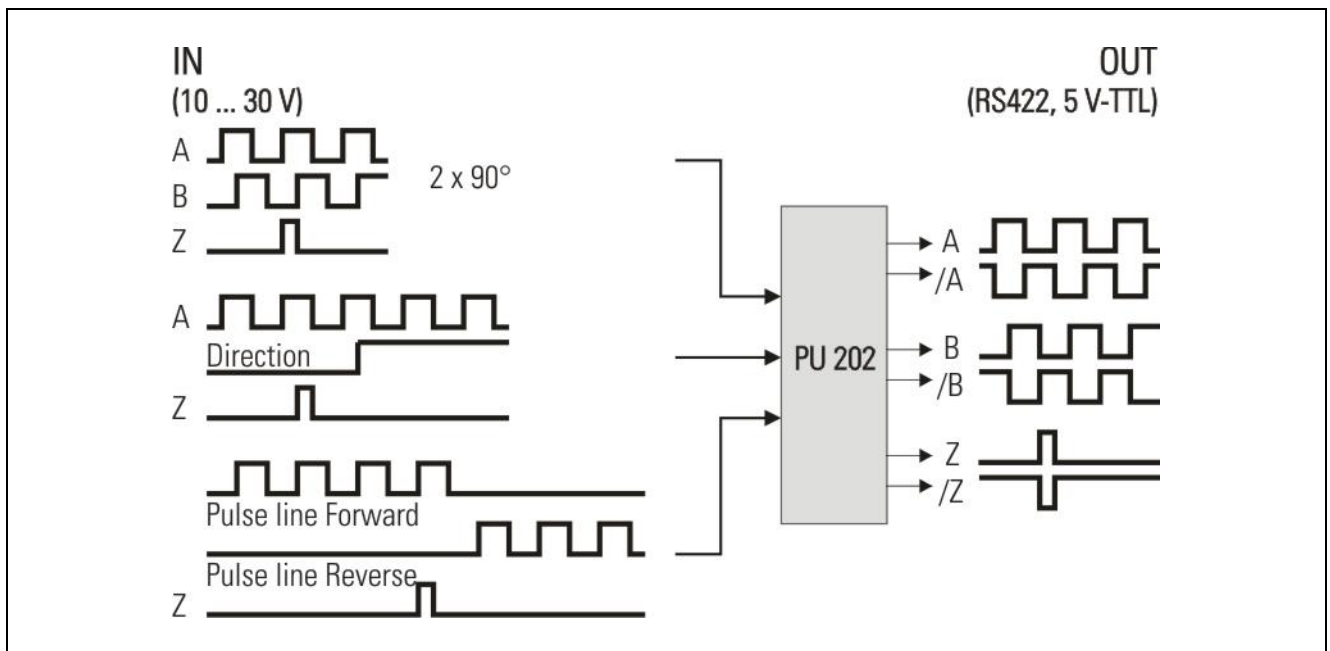 IN
(10 ... 30 V)
OUT
(RS422, 5 V-TTL)
A
B
2 x 90°
Z
A
Direction
Z
Pulse line Forward
Pulse line Reverse
Z
PU 202
A
/A
B
/B
Z
/Z